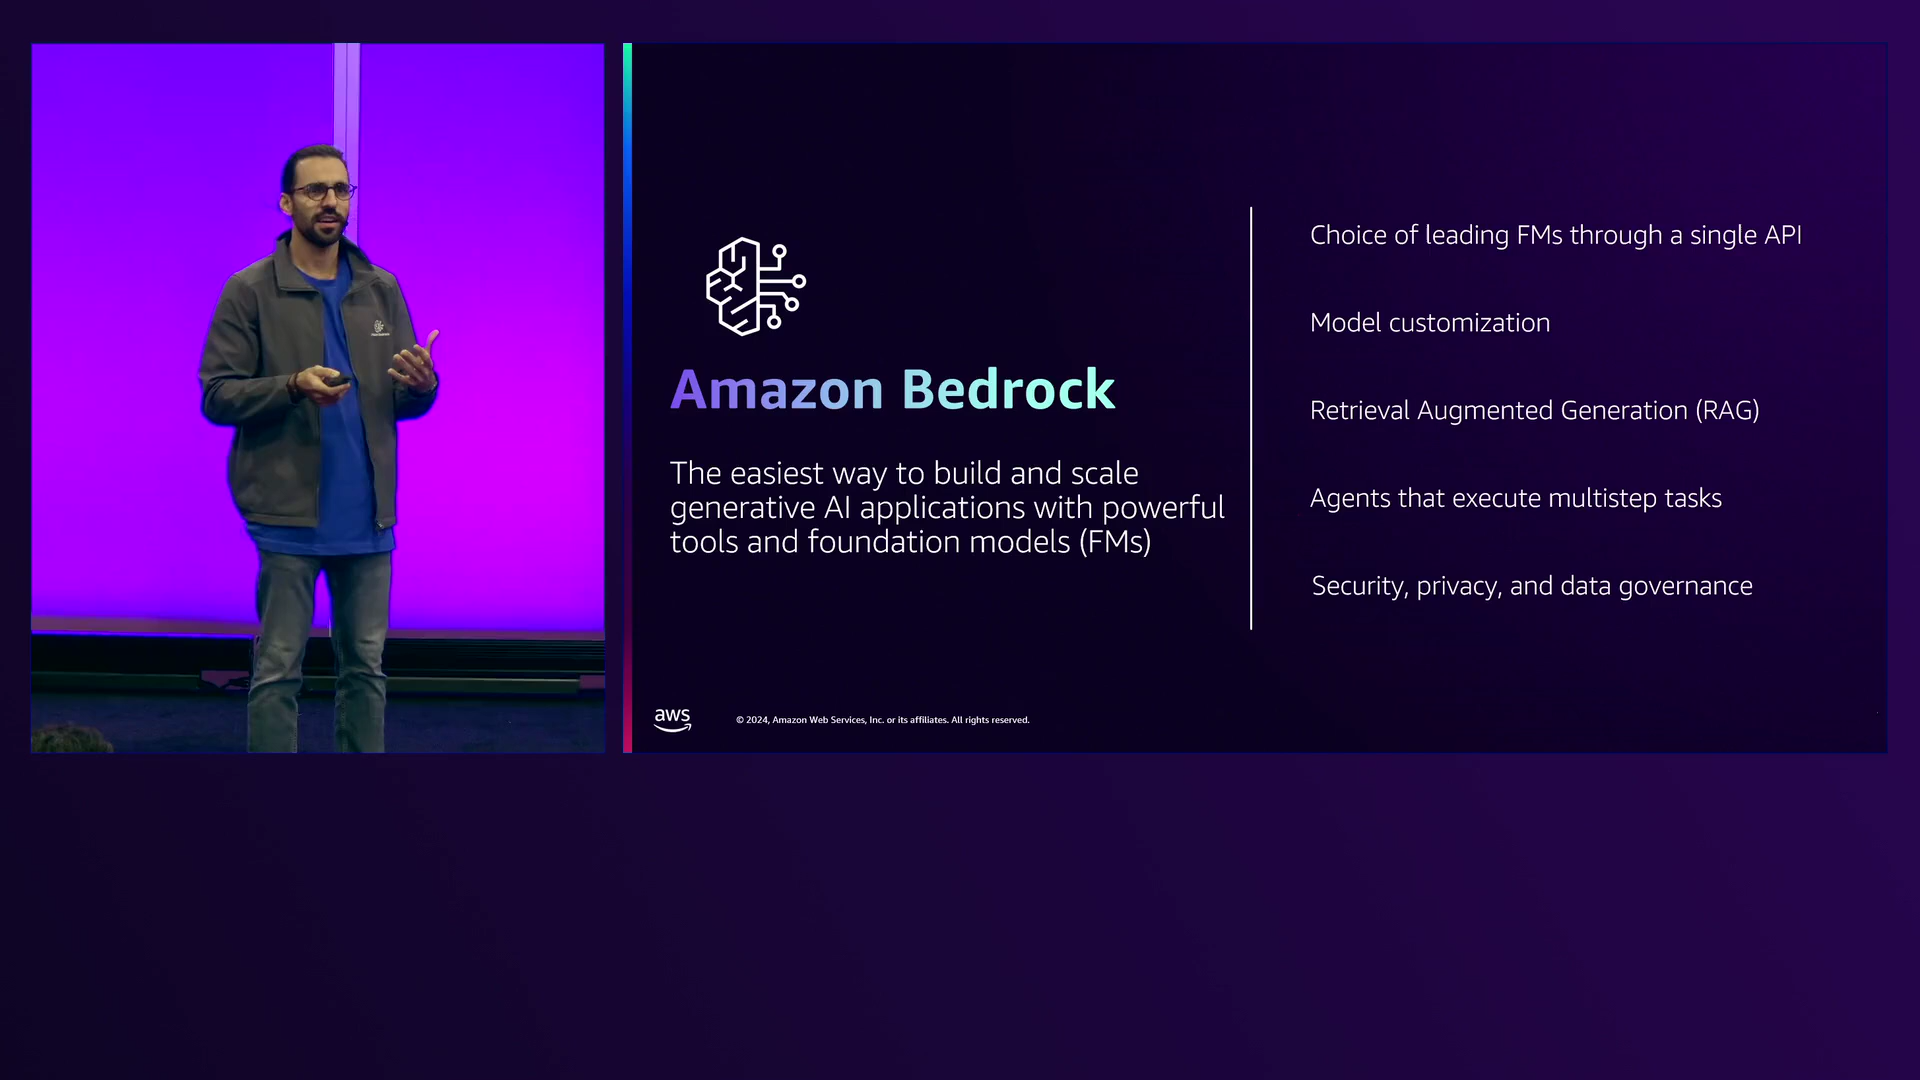 Amazon Bedrock
The easiest way to build and scale
generative AI applications with powerful
tools and foundation models (FMs)
Choice of leading FMs through a single API
Model customization
Retrieval Augmented Generation (RAG)
Agents that execute multistep tasks
Security, privacy, and data governance
aws
© 2024, Amazon Web Services, Inc. or its affiliates. All rights reserved.